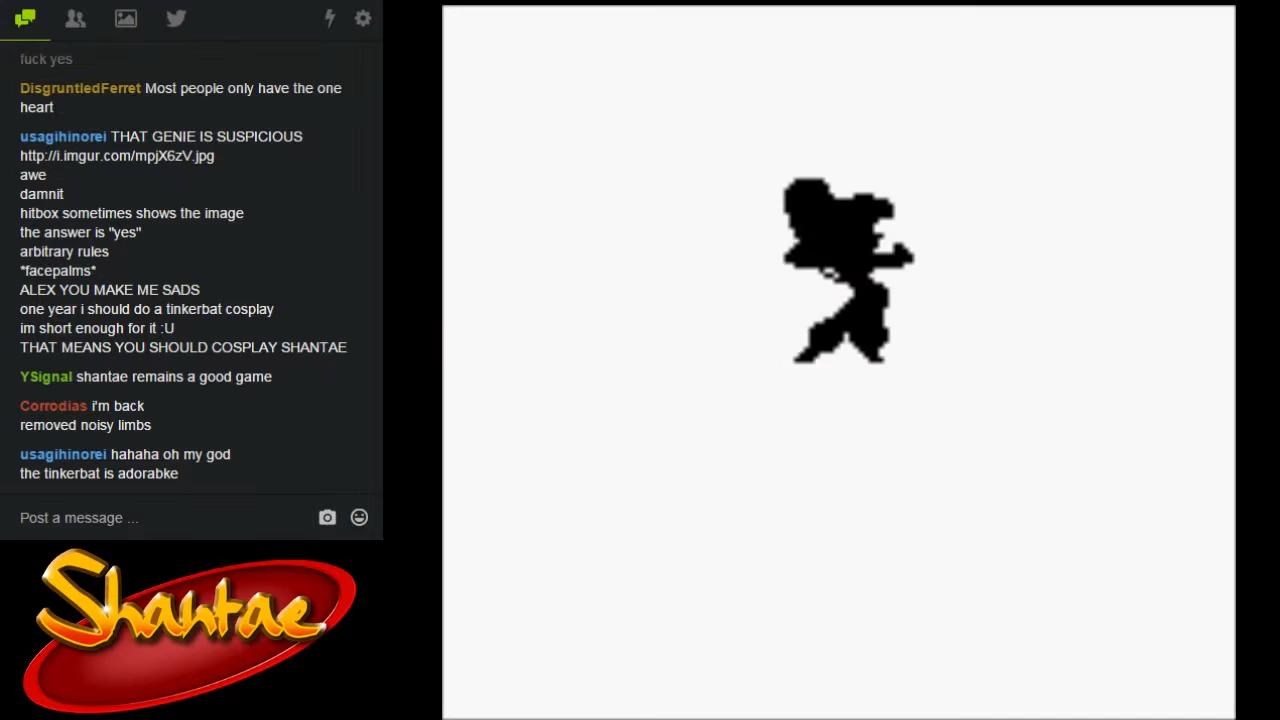 fuck yes
DisgruntledFerret Most people only have the one
heart
usagihinorei THAT GENIE IS SUSPICIOUS
http://i.imgur.com/mpjX6zV.jpg
awe
damnit
hitbox sometimes shows the image
the answer is "yes"
arbitrary rules
*facepalms*
ALEX YOU MAKE ME SADS
one year i should do a tinkerbat cosplay
im short enough for it :U
THAT MEANS YOU SHOULD COSPLAY SHANTAE
YSignal shantae remains a good game
Corrodias i'm back
removed noisy limbs
usagihinorei hahaha oh my god
the tinkerbat is adorabke
Post a message ...
Shantae